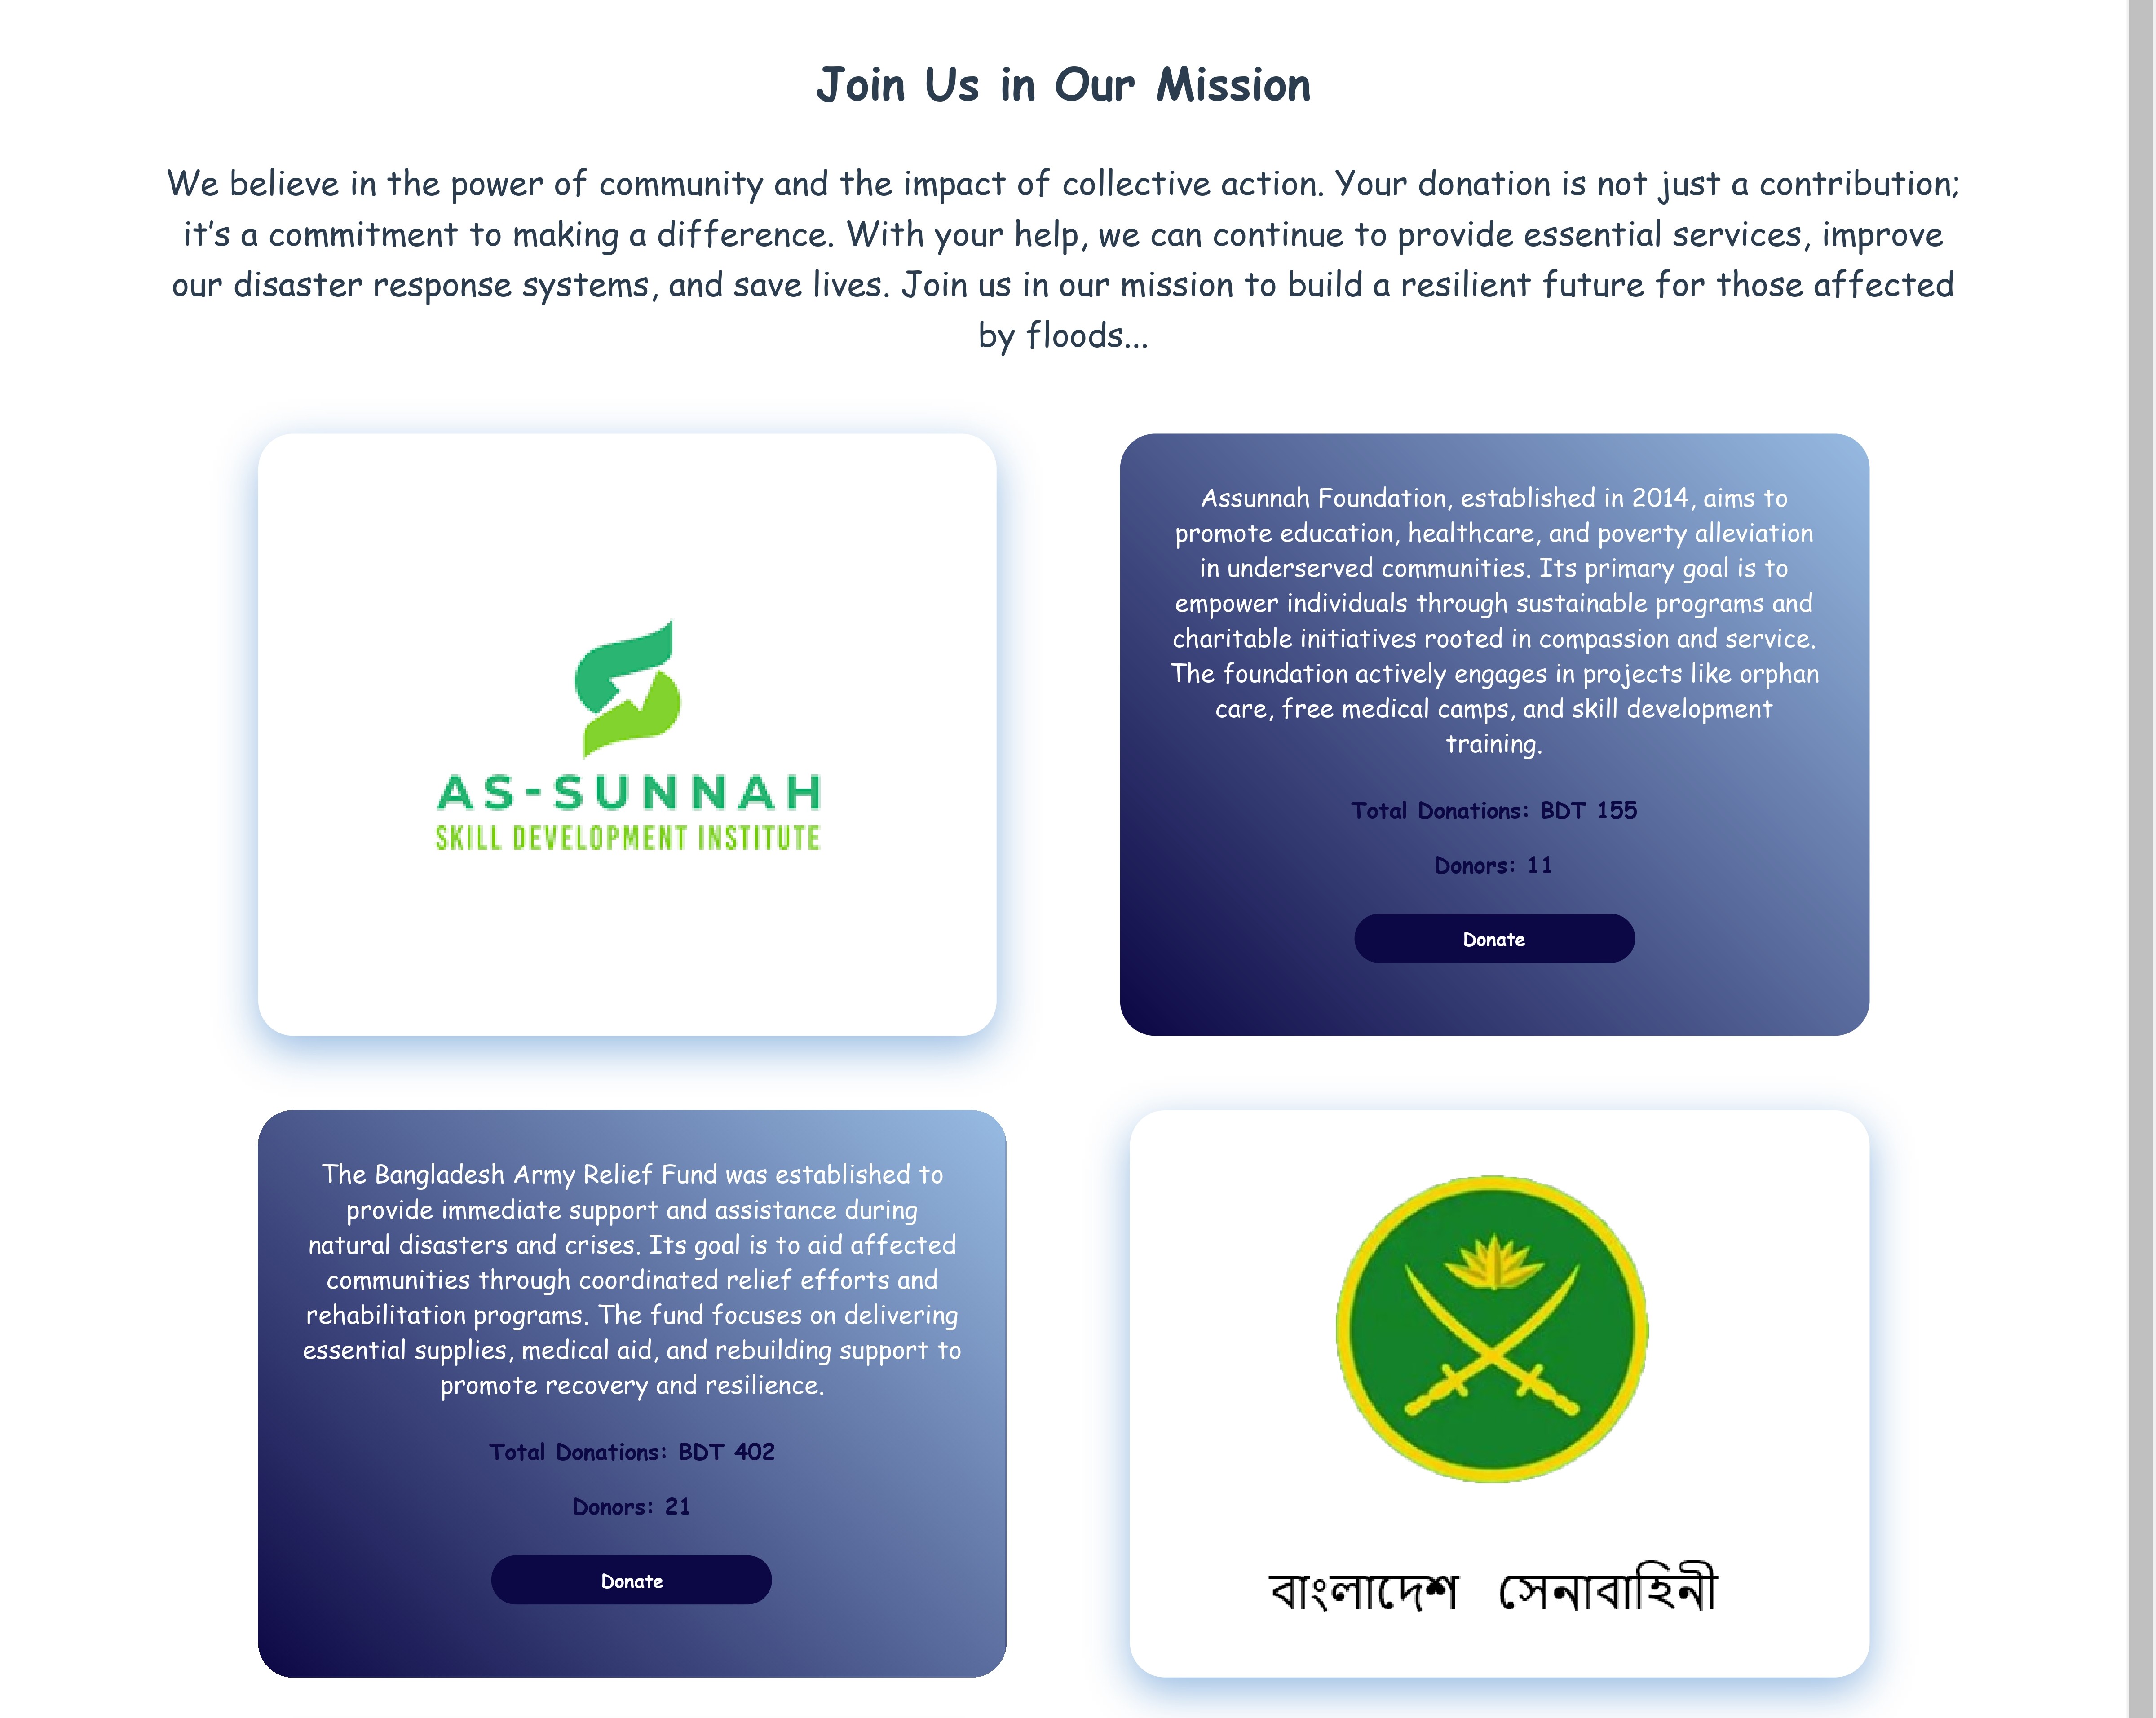 Join Us in Our Mission
We believe in the power of community and the impact of collective action. Your donation is not just a contribution;
it's a commitment to making a difference. With your help, we can continue to provide essential services, improve
our disaster response systems, and save lives. Join us in our mission to build a resilient future for those affected
by floods...
AS-SUNNAH
SKILL DEVELOPMENT INSTITUTE
Assunnah Foundation, established in 2014, aims to
promote education, healthcare, and poverty alleviation
in underserved communities. Its primary goal is to
empower individuals through sustainable programs and
charitable initiatives rooted in compassion and service.
The foundation actively engages in projects like orphan
care, free medical camps, and skill development
training.
Total Donations: BDT 155
Donors: 11
Donate
The Bangladesh Army Relief Fund was established to
provide immediate support and assistance during
natural disasters and crises. Its goal is to aid affected
communities through coordinated relief efforts and
rehabilitation programs. The fund focuses on delivering
essential supplies, medical aid, and rebuilding support to
promote recovery and resilience.
Total Donations: BDT 402
Donors: 21
Donate
বাংলাদেশ সেনাবাহিনী